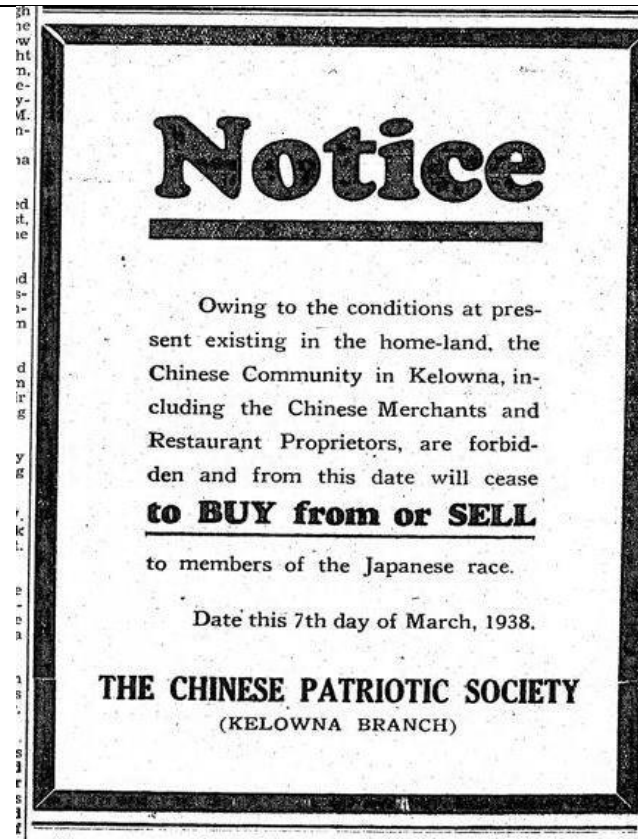 Notice
Owing to the conditions at pres-
sent existing in the home-land, the
Chinese Community in Kelowna, in-
cluding the Chinese Merchants and
Restaurant Proprietors, are forbid-
den and from this date will cease
to BUY from or SELL
to members of the Japanese race.
Date this 7th day of March, 1938.
THE CHINESE PATRIOTIC SOCIETY
(KELOWNA BRANCH)